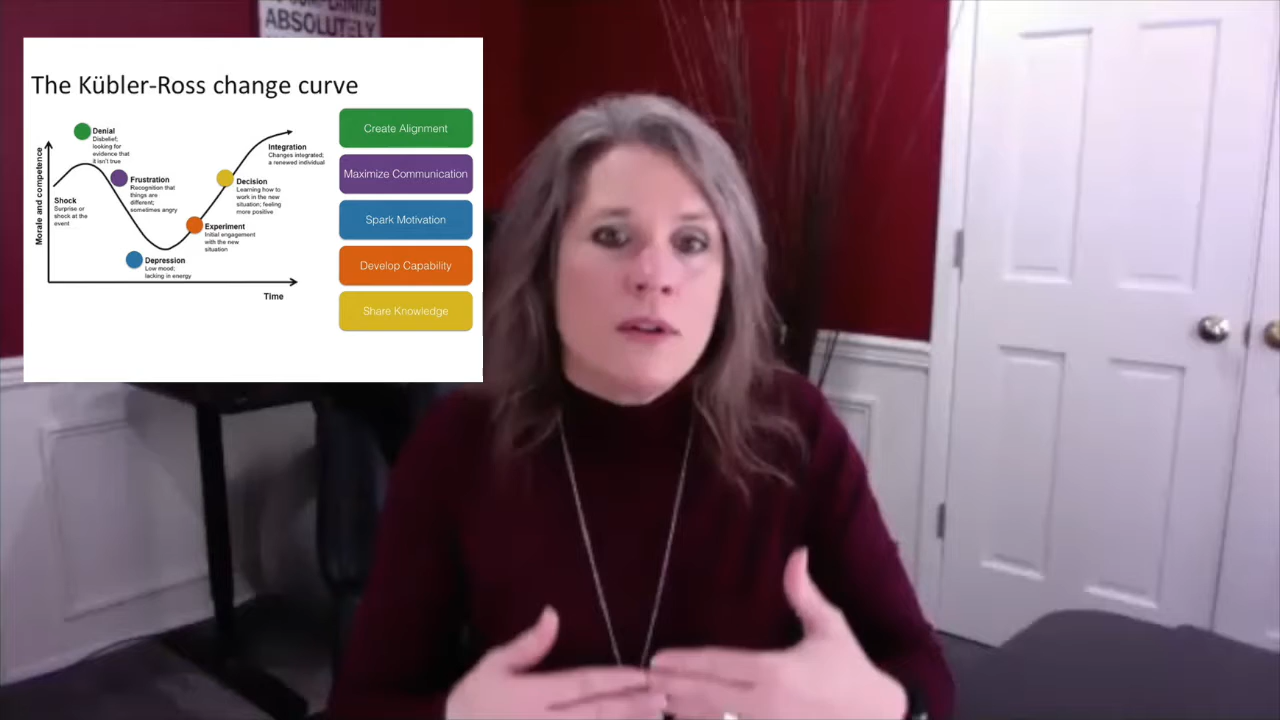 ABSOLUTELY
The Kübler-Ross change curve
Morale and competence
Shock
Surprise or
shock at the
event
Denial
Disbelief;
looking for
evidence that
it isn't true
Frustration
Recognition that
things are
different;
sometimes angry
Depression
Low mood;
lacking in energy
Experiment
Initial engagement
with the new
situation
Decision
Learning how to
work in the new
situation; feeling
more positive
Integration
Changes integrated;
a renewed individual
Time
Create Alignment
Maximize Communication
Spark Motivation
Develop Capability
Share Knowledge